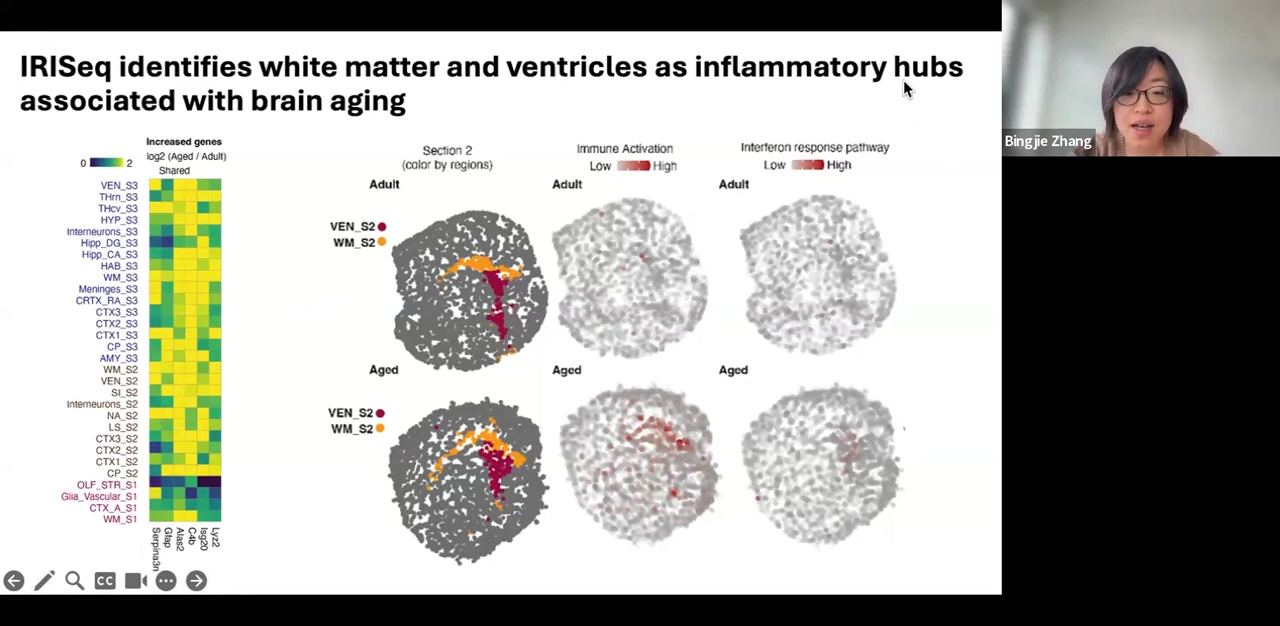 IRISeq identifies white matter and ventricles as inflammatory hubs
associated with brain aging
Bingjie Zhang
Increased genes
log2 (Aged / Adult)
0 2
Shared
VEN_S3
THrn_S3
THcv_S3
HYP_S3
Interneurons_S3
Hipp_DG_S3
Hipp_CA_S3
HAB_S3
WM_S3
Meninges_S3
CRTX_RA_S3
CTX3_S3
CTX2_S3
CTX1_S3
CP_S3
AMY_S3
WM_S2
VEN_S2
SI_S2
Interneurons_S2
NA_S2
LS_S2
CTX3_S2
CTX2_S2
CTX1_S2
CP_S2
OLF_STR_S1
Glia_Vascular_S1
CTX_A_S1
WM_S1
Serpina3n
Gfap
Alas2
C4b
Isg20
Lyz2
Section 2
(color by regions)
Adult
VEN_S2
WM_S2
Aged
VEN_S2
WM_S2
Immune Activation
Low High
Adult
Aged
Interferon response pathway
Low High
Adult
Aged
CC